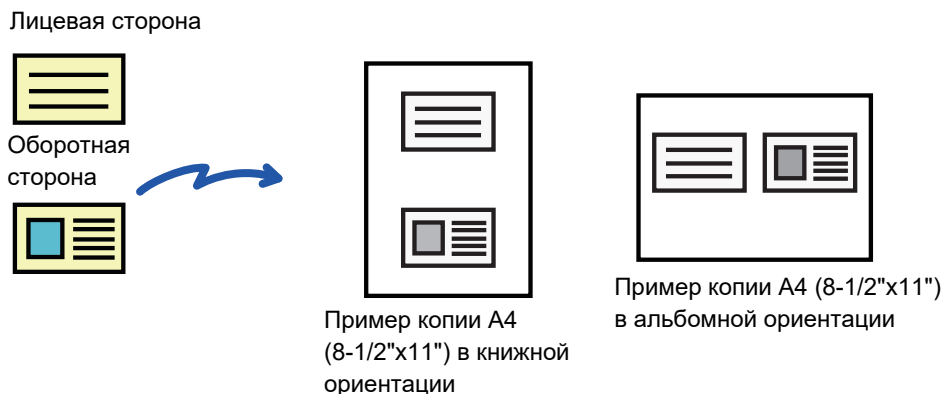 Лицевая сторона
Оборотная
сторона
Пример копии A4
(8-1/2"x11") в книжной
ориентации
Пример копии A4 (8-1/2"x11")
в альбомной ориентации